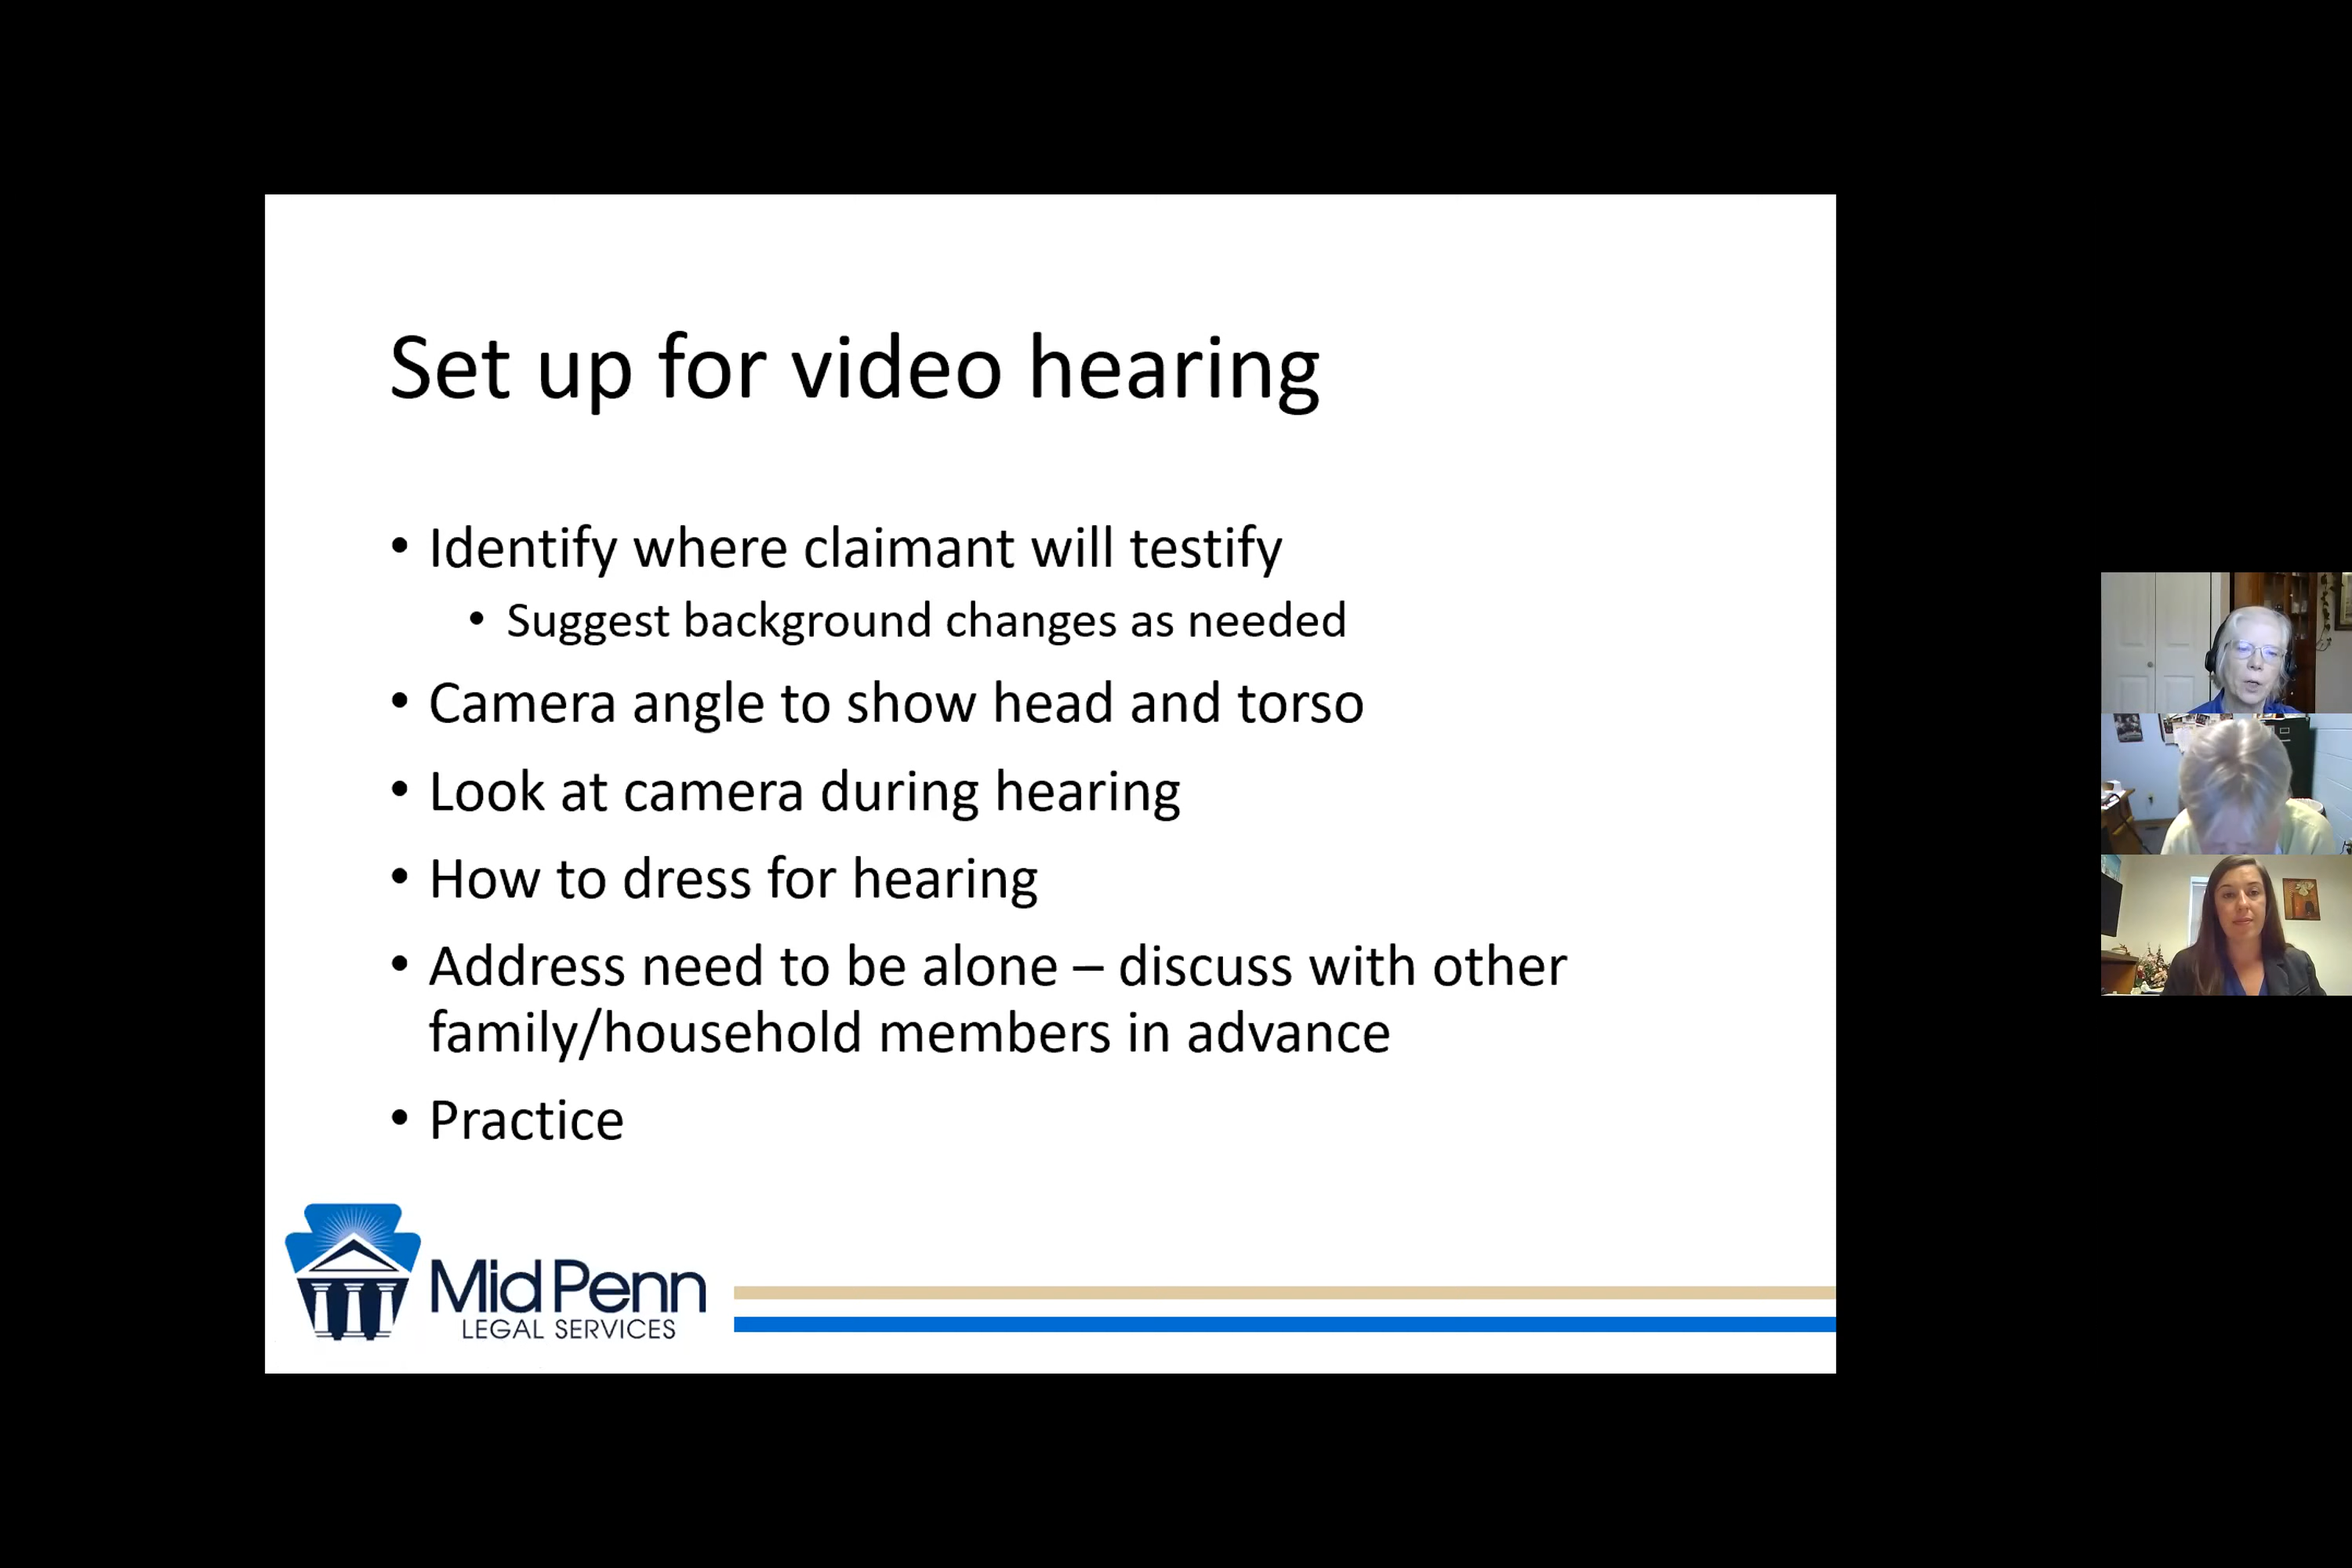 Set up for video hearing
• Identify where claimant will testify
• Suggest background changes as needed
• Camera angle to show head and torso
• Look at camera during hearing
• How to dress for hearing
• Address need to be alone – discuss with other
family/household members in advance
• Practice
MidPenn
LEGAL SERVICES